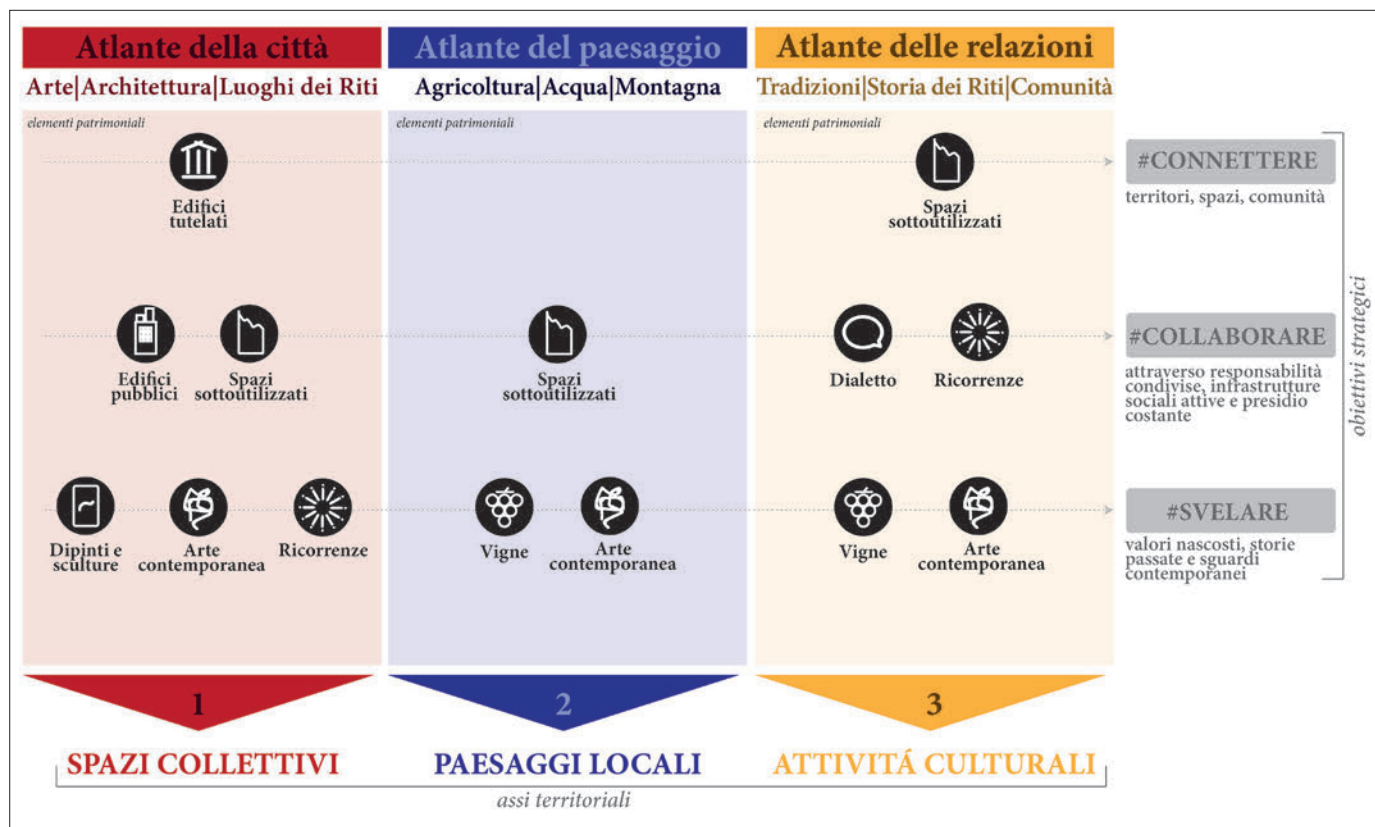 Atlante della città
Atlante del paesaggio
Atlante delle relazioni
Arte|Architettura|Luoghi dei Riti
Agricoltura|Acqua|Montagna
Tradizioni|Storia dei Riti|Comunità
elementi patrimoniali
elementi patrimoniali
elementi patrimoniali
Edifici
tutelati
Spazi
sottoutilizzati
#CONNETTERE
territori, spazi, comunità
Edifici
pubblici
Spazi
sottoutilizzati
Spazi
sottoutilizzati
Dialetto
Ricorrenze
#COLLABORARE
attraverso responsabilità
condivise, infrastrutture
sociali attive e presidio
costante
Dipinti e
sculture
Arte
contemporanea
Ricorrenze
Vigne
Arte
contemporanea
Vigne
Arte
contemporanea
#SVELARE
valori nascosti, storie
passate e sguardi
contemporanei
obiettivi strategici
1
2
3
SPAZI COLLETTIVI
PAESAGGI LOCALI
ATTIVITÁ CULTURALI
assi territoriali